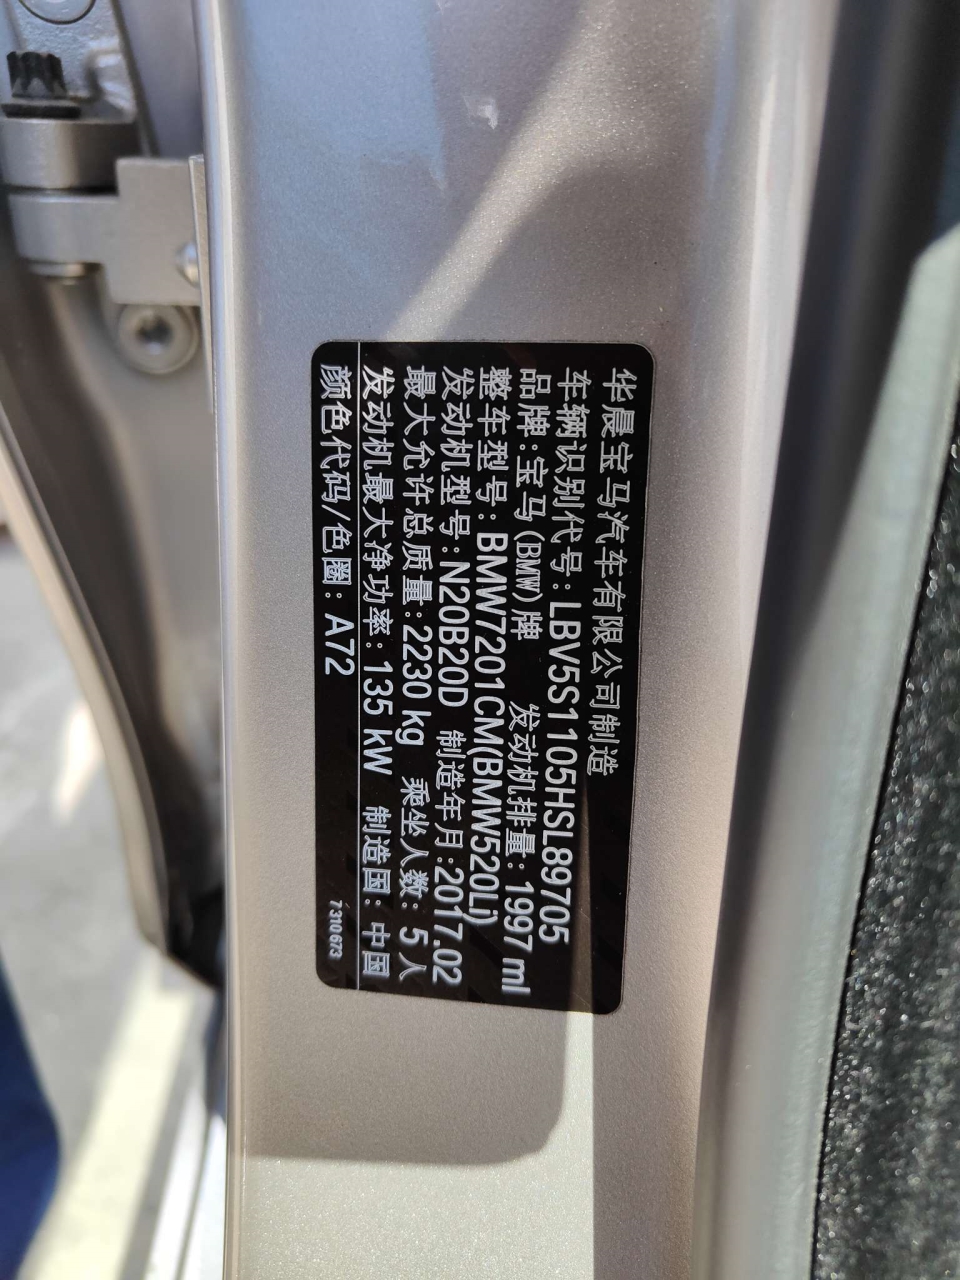 华晨宝马汽车有限公司制造
车辆识别代号:LBV5S1105HSL89705
品牌:宝马(BMW)牌 发动机排量:1997 ml
整车型号:BMW7201CM(BMW520Li)
发动机型号:N20B20D 制造年月:2017.02
最大允许总质量:2230 kg 乘坐人数:5人
发动机最大净功率:135 kW 制造国:中国
颜色代码/色圈:A72 7 310 673